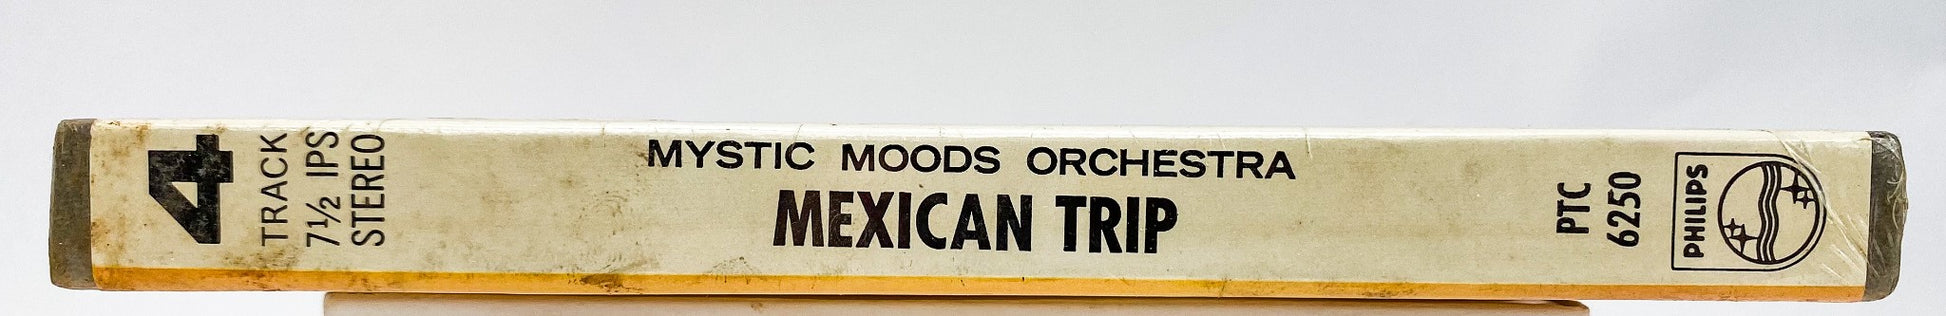 4
TRACK
7½ IPS
STEREO
MYSTIC MOODS ORCHESTRA
MEXICAN TRIP
PTC
6250
PHILIPS